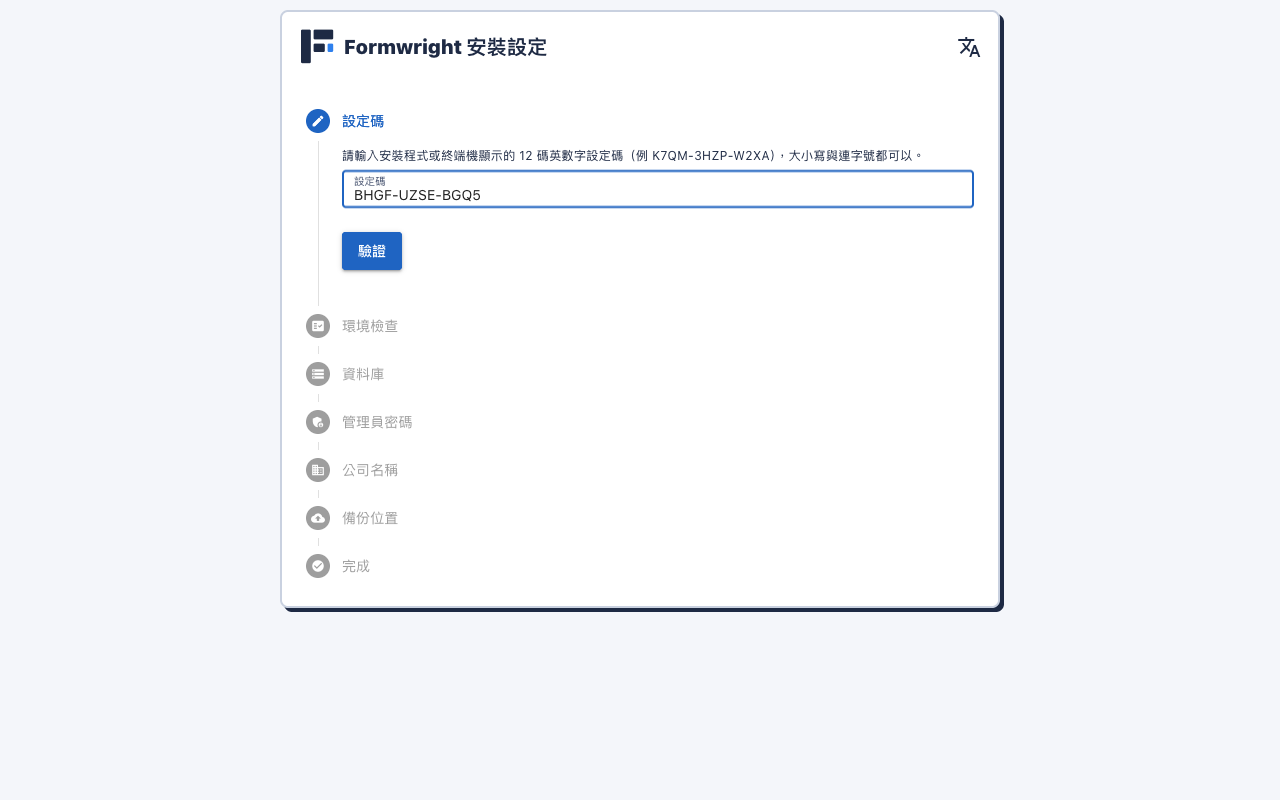 Formwright 安裝設定
設定碼
請輸入安裝程式或終端機顯示的 12 碼英數字設定碼（例 K7QM-3HZP-W2XA），大小寫與連字號都可以。
設定碼
BHGF-UZSE-BGQ5
驗證
環境檢查
資料庫
管理員密碼
公司名稱
備份位置
完成